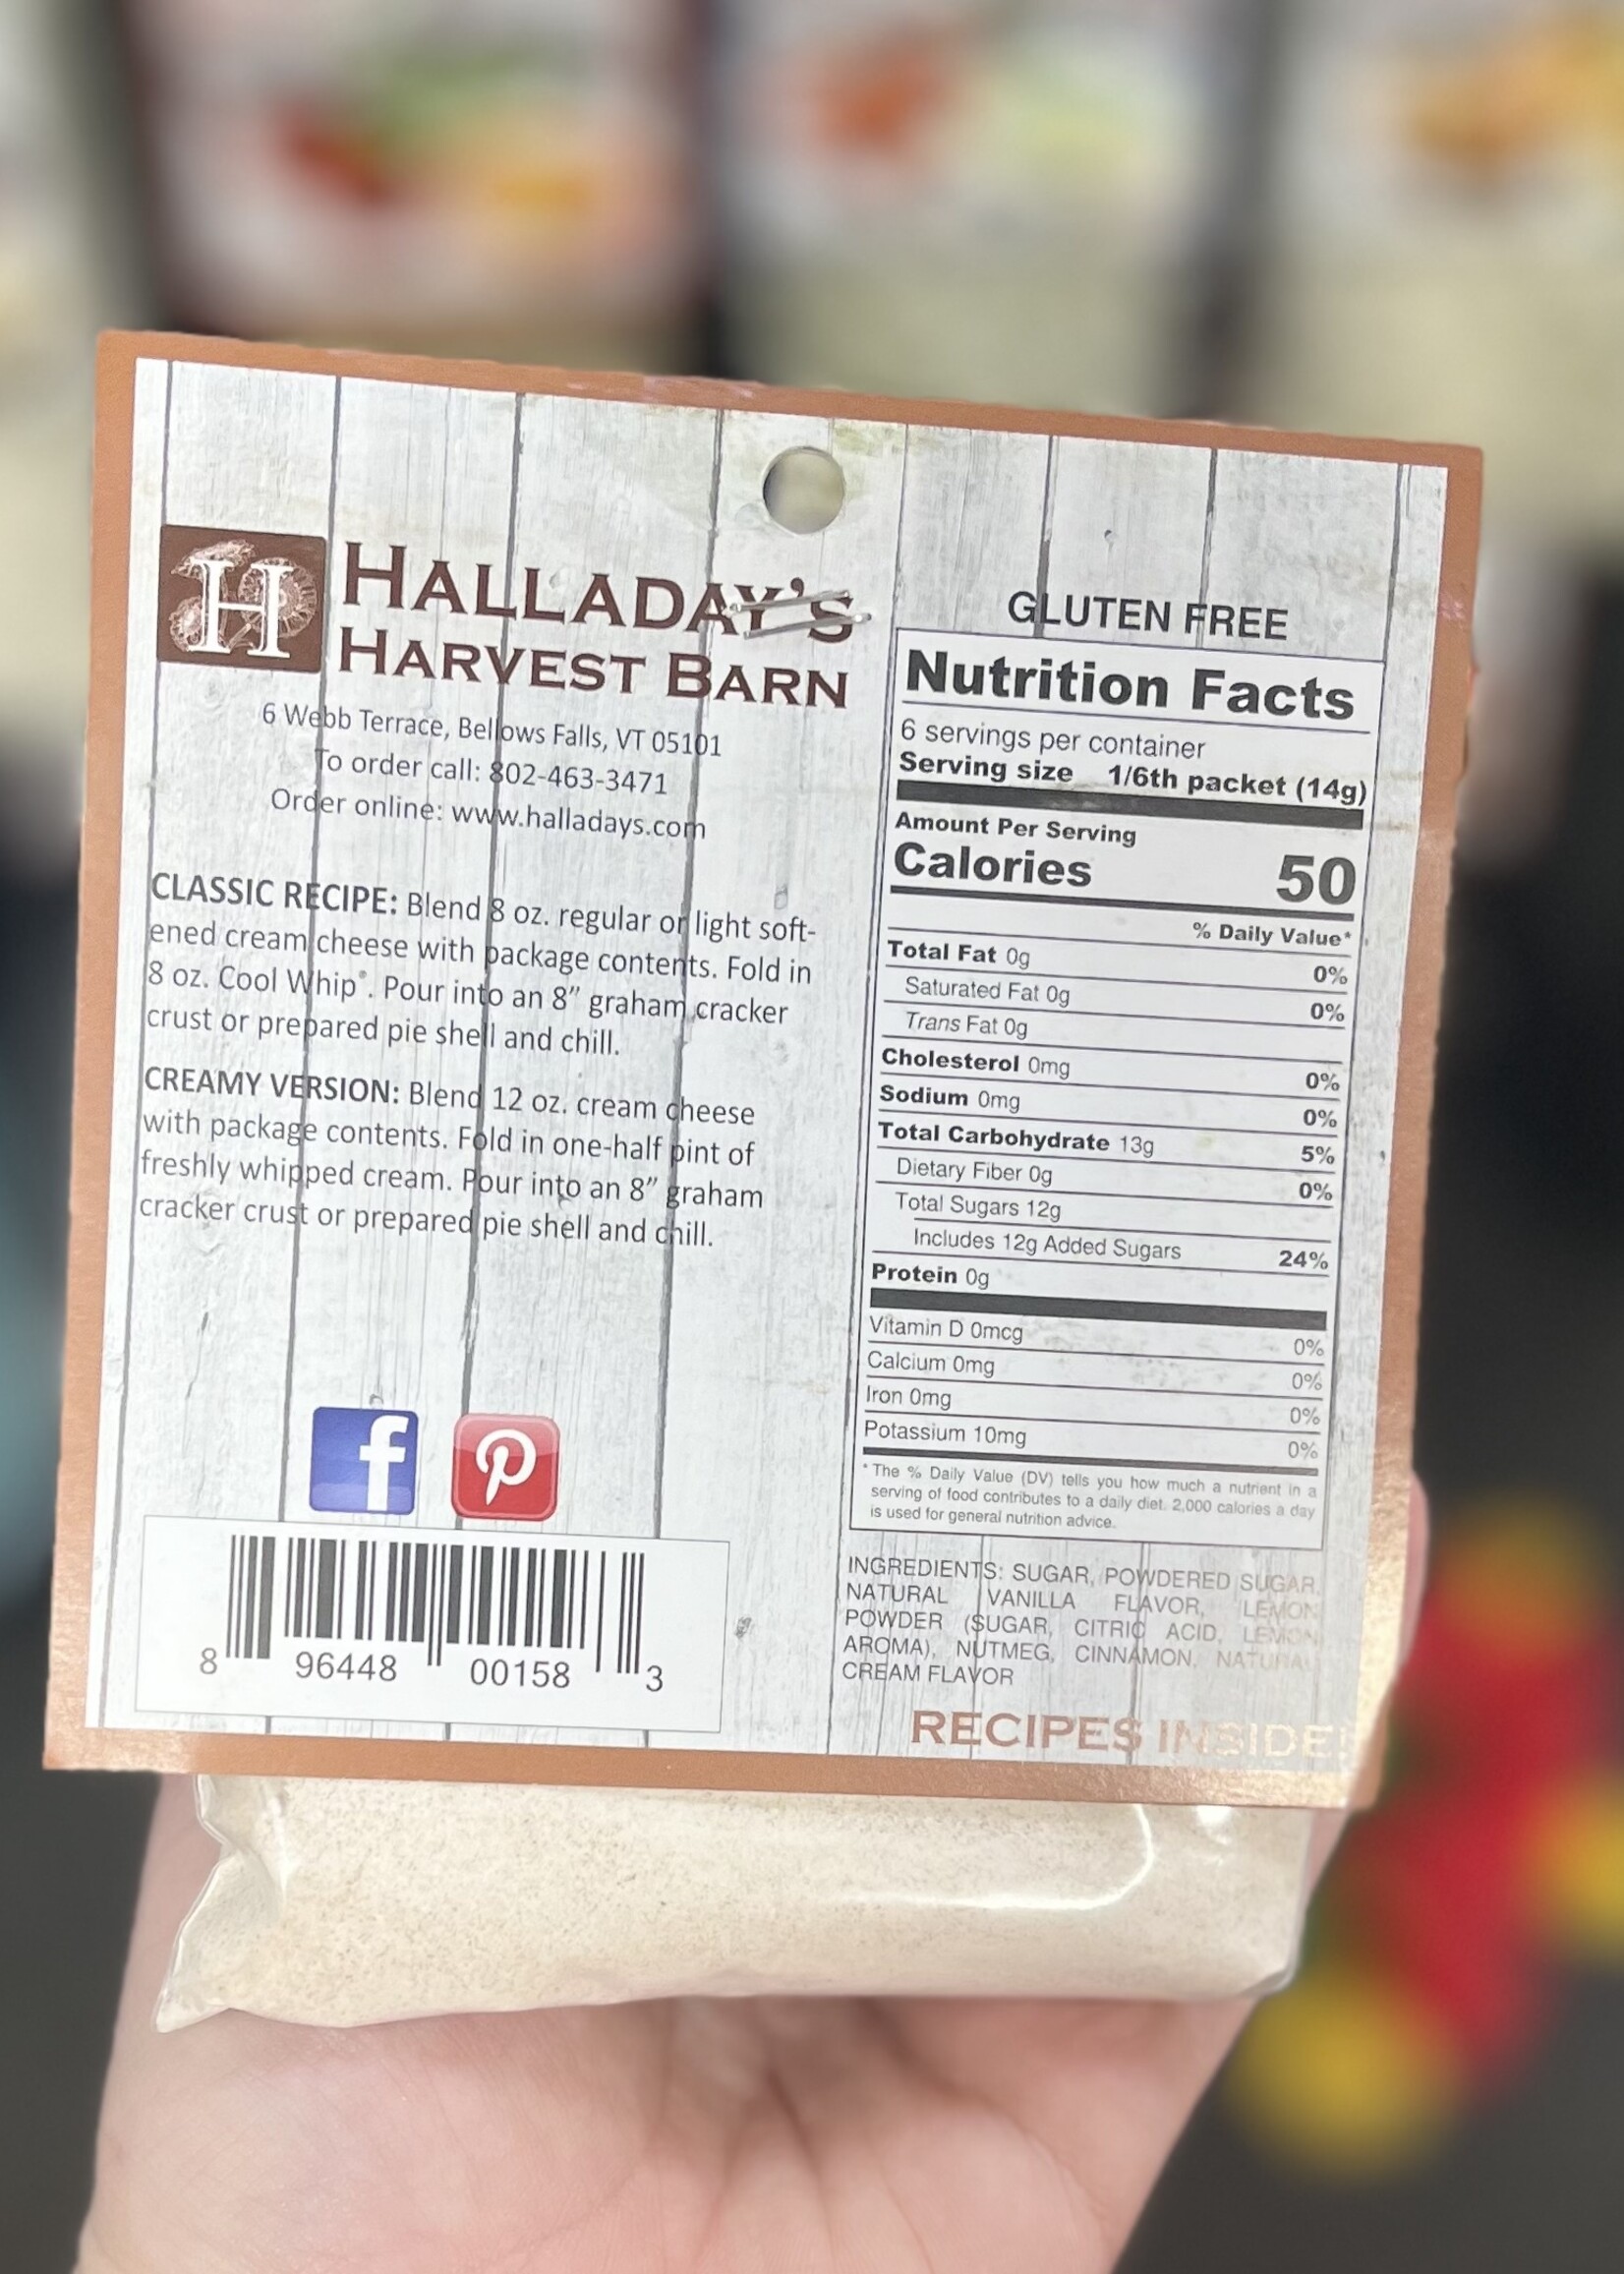 H
HALLADAY'S
HARVEST BARN
6 Webb Terrace, Bellows Falls, VT 05101
To order call: 802-463-3471
Order online: www.halladays.com
CLASSIC RECIPE: Blend 8 oz. regular or light soft-
ened cream cheese with package contents. Fold in
8 oz. Cool Whip®. Pour into an 8” graham cracker
crust or prepared pie shell and chill.
CREAMY VERSION: Blend 12 oz. cream cheese
with package contents. Fold in one-half pint of
freshly whipped cream. Pour into an 8” graham
cracker crust or prepared pie shell and chill.
f
8 96448 00158 3
GLUTEN FREE
Nutrition Facts
6 servings per container
Serving size 1/6th packet (14g)
Amount Per Serving
Calories 50
% Daily Value*
Total Fat 0g 0%
Saturated Fat 0g 0%
Trans Fat 0g
Cholesterol 0mg 0%
Sodium 0mg 0%
Total Carbohydrate 13g 5%
Dietary Fiber 0g 0%
Total Sugars 12g
Includes 12g Added Sugars 24%
Protein 0g
Vitamin D 0mcg 0%
Calcium 0mg 0%
Iron 0mg 0%
Potassium 10mg 0%
* The % Daily Value (DV) tells you how much a nutrient in a
serving of food contributes to a daily diet. 2,000 calories a day
is used for general nutrition advice.
INGREDIENTS: SUGAR, POWDERED SUGAR,
NATURAL VANILLA FLAVOR, LEMON
POWDER (SUGAR, CITRIC ACID, LEMON
AROMA), NUTMEG, CINNAMON, NATURAL
CREAM FLAVOR
RECIPES INSIDE!